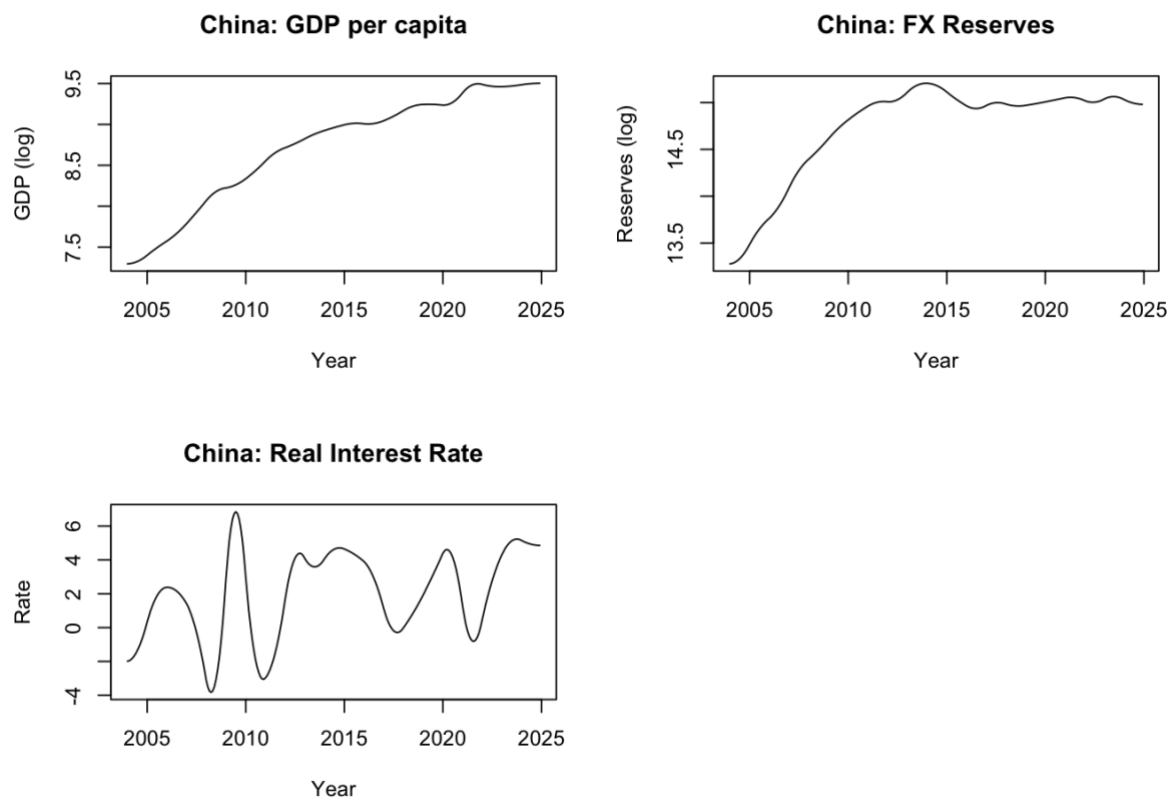 China: GDP per capita
GDP (log)
9.5
8.5
7.5
2005 2010 2015 2020 2025
Year
China: FX Reserves
Reserves (log)
14.5
13.5
2005 2010 2015 2020 2025
Year
China: Real Interest Rate
Rate
6
4
2
0
-4
2005 2010 2015 2020 2025
Year